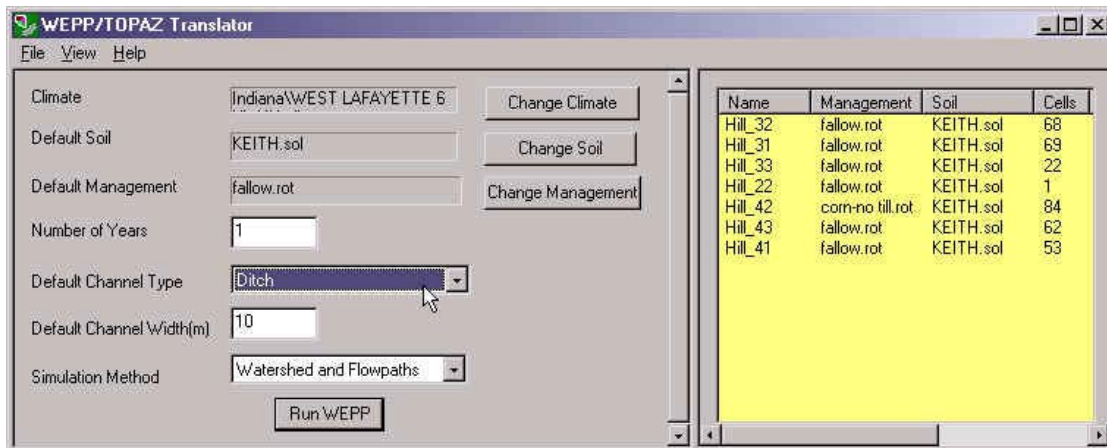 WEPP/TOPAZ Translator
File View Help
Climate Indiana\WEST LAFAYETTE 6 Change Climate
Default Soil KEITH.sol Change Soil
Default Management fallow.rot Change Management
Number of Years 1
Default Channel Type Ditch
Default Channel Width(m) 10
Simulation Method Watershed and Flowpaths
Run WEPP
Name Management Soil Cells
Hill_32 fallow.rot KEITH.sol 68
Hill_31 fallow.rot KEITH.sol 69
Hill_33 fallow.rot KEITH.sol 22
Hill_22 fallow.rot KEITH.sol 1
Hill_42 corn-no till.rot KEITH.sol 84
Hill_43 fallow.rot KEITH.sol 62
Hill_41 fallow.rot KEITH.sol 53